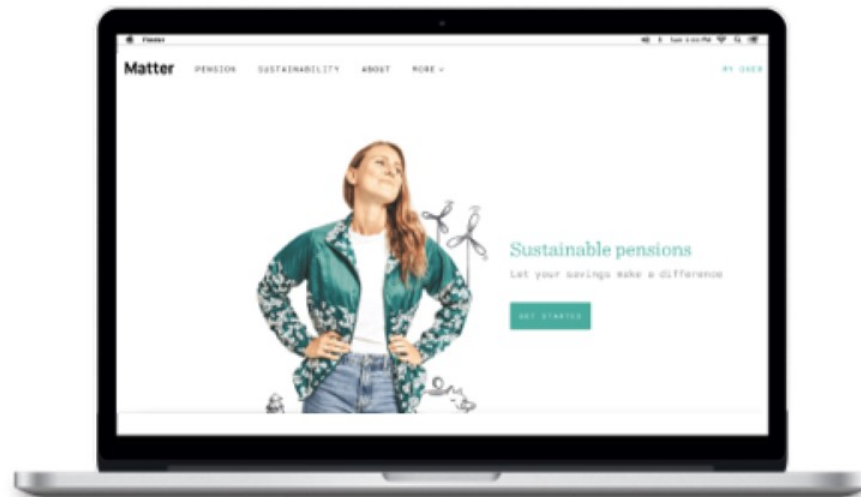 Matter PENSION SUSTAINABILITY ABOUT MORE
Sustainable pensions
Let your savings make a difference
GET STARTED